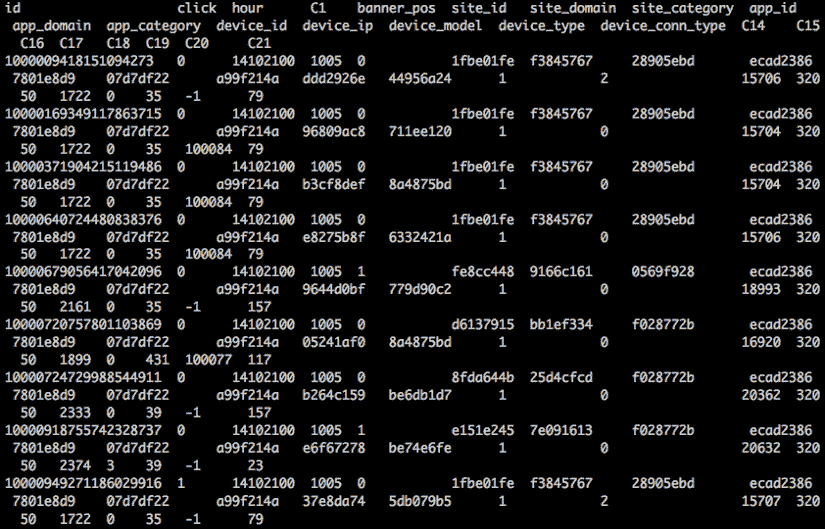 id click hour C1 banner_pos site_id site_domain site_category app_id
app_domain app_category device_id device_ip device_model device_type device_conn_type C14 C15
C16 C17 C18 C19 C20 C21
1000009418151094273 0 14102100 1005 0 1fbe01fe f3845767 28905ebd ecad2386
7801e8d9 07d7df22 a99f214a ddd2926e 44956a24 1 2 15706 320
50 1722 0 35 -1 79
10000169349117863715 0 14102100 1005 0 1fbe01fe f3845767 28905ebd ecad2386
7801e8d9 07d7df22 a99f214a 96809ac8 711ee120 1 0 15704 320
50 1722 0 35 100084 79
10000371904215119486 0 14102100 1005 0 1fbe01fe f3845767 28905ebd ecad2386
7801e8d9 07d7df22 a99f214a b3cf8def 8a4875bd 1 0 15704 320
50 1722 0 35 100084 79
10000640724480838376 0 14102100 1005 0 1fbe01fe f3845767 28905ebd ecad2386
7801e8d9 07d7df22 a99f214a e8275b8f 6332421a 1 0 15706 320
50 1722 0 35 100084 79
10000679056417042096 0 14102100 1005 1 fe8cc448 9166c161 0569f928 ecad2386
7801e8d9 07d7df22 a99f214a 9644d0bf 779d90c2 1 0 18993 320
50 2161 0 35 -1 157
10000720757801103869 0 14102100 1005 0 d6137915 bb1ef334 f028772b ecad2386
7801e8d9 07d7df22 a99f214a 05241af0 8a4875bd 1 0 16920 320
50 1899 0 431 100077 117
10000724729988544911 0 14102100 1005 0 8fda644b 25d4cfcd f028772b ecad2386
7801e8d9 07d7df22 a99f214a b264c159 be6db1d7 1 0 20362 320
50 2333 0 39 -1 157
10000918755742328737 0 14102100 1005 1 e151e245 7e091613 f028772b ecad2386
7801e8d9 07d7df22 a99f214a e6f67278 be74e6fe 1 0 20632 320
50 2374 3 39 -1 23
10000949271186029916 1 14102100 1005 0 1fbe01fe f3845767 28905ebd ecad2386
7801e8d9 07d7df22 a99f214a 37e8da74 5db079b5 1 2 15707 320
50 1722 0 35 -1 79